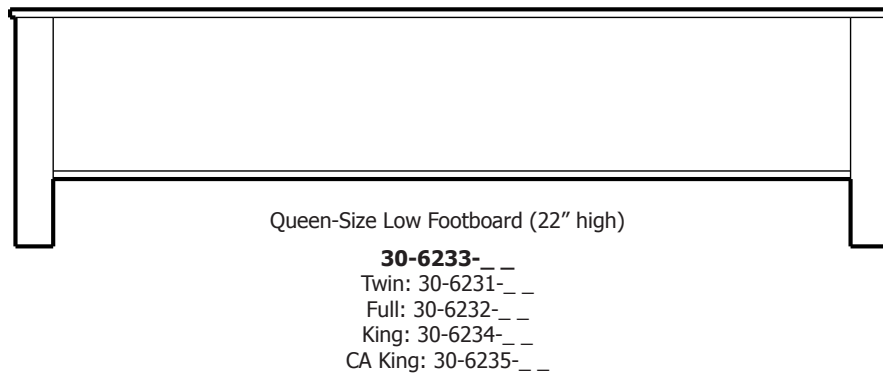 Queen-Size Low Footboard (22” high)
30-6233-_ _
Twin: 30-6231-_ _
Full: 30-6232-_ _
King: 30-6234-_ _
CA King: 30-6235-_ _